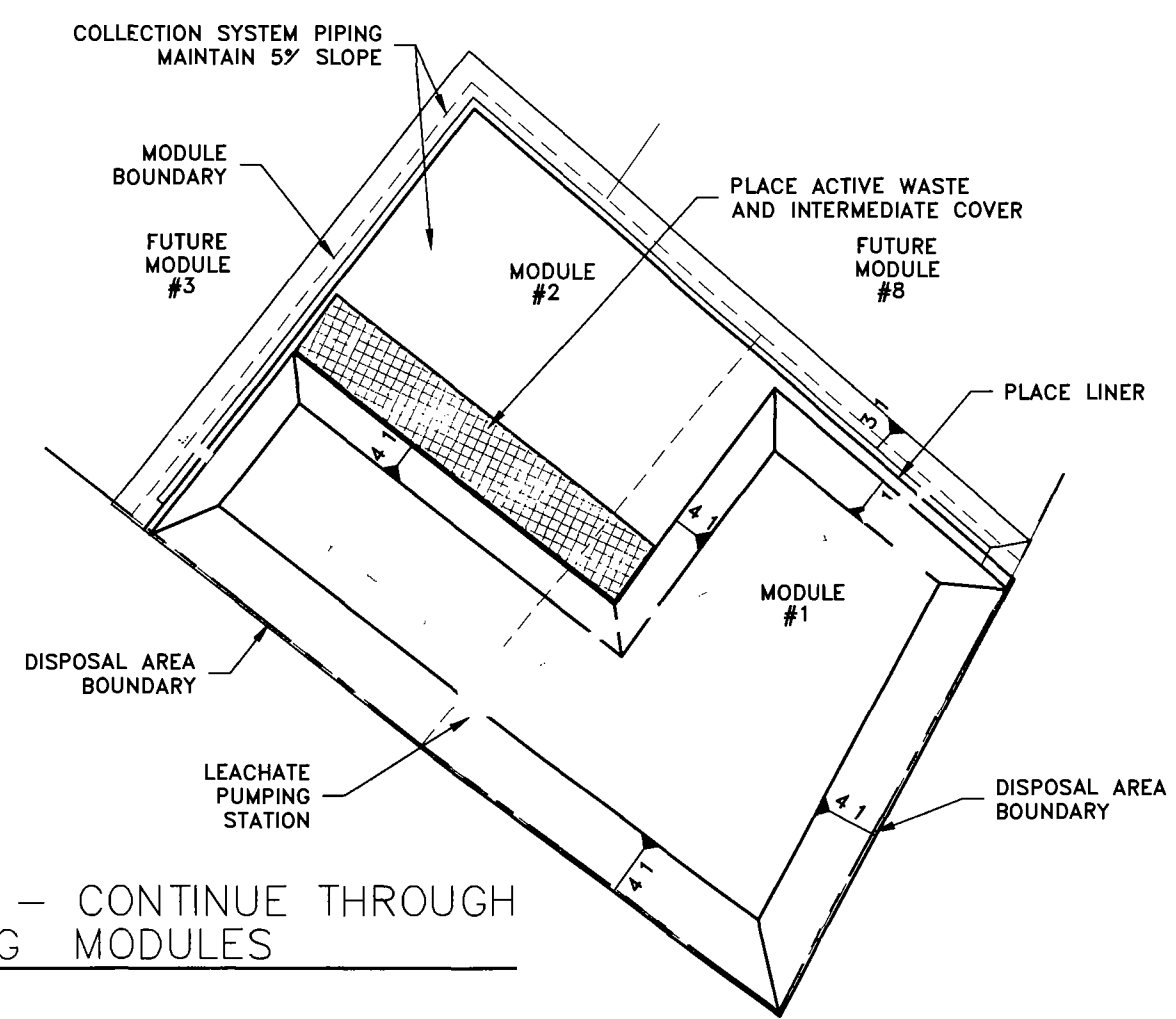 COLLECTION SYSTEM PIPING
MAINTAIN 5% SLOPE
MODULE
BOUNDARY
FUTURE
MODULE
#3
MODULE
#2
PLACE ACTIVE WASTE
AND INTERMEDIATE COVER
FUTURE
MODULE
#8
PLACE LINER
3 1
1
4 1
4 1
MODULE
#1
DISPOSAL AREA
BOUNDARY
LEACHATE
PUMPING
STATION
4 1
4 1
DISPOSAL AREA
BOUNDARY
– CONTINUE THROUGH
G MODULES